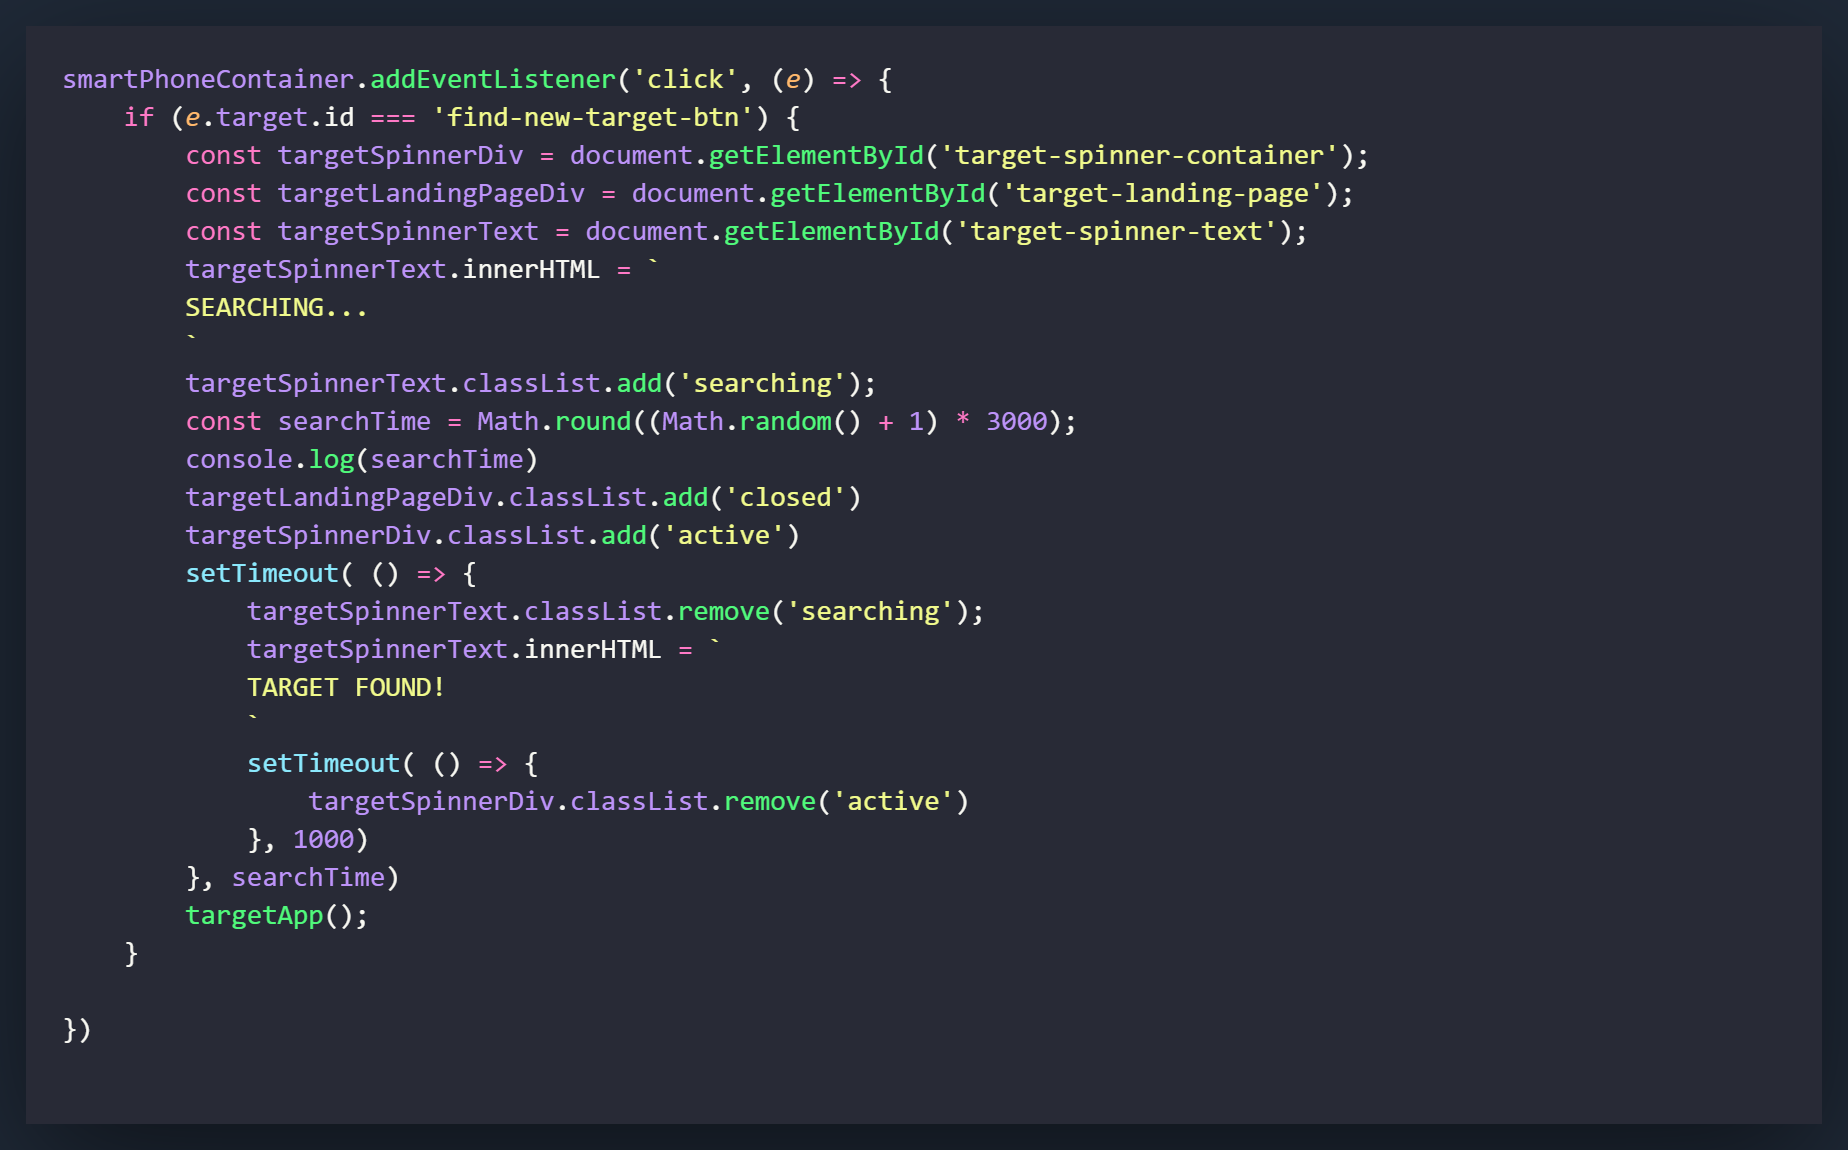 smartPhoneContainer.addEventListener('click', (e) => {
    if (e.target.id === 'find-new-target-btn') {
        const targetSpinnerDiv = document.getElementById('target-spinner-container');
        const targetLandingPageDiv = document.getElementById('target-landing-page');
        const targetSpinnerText = document.getElementById('target-spinner-text');
        targetSpinnerText.innerHTML = `
        SEARCHING...
        `
        targetSpinnerText.classList.add('searching');
        const searchTime = Math.round((Math.random() + 1) * 3000);
        console.log(searchTime)
        targetLandingPageDiv.classList.add('closed')
        targetSpinnerDiv.classList.add('active')
        setTimeout( () => {
            targetSpinnerText.classList.remove('searching');
            targetSpinnerText.innerHTML = `
            TARGET FOUND!
            `
            setTimeout( () => {
                targetSpinnerDiv.classList.remove('active')
            }, 1000)
        }, searchTime)
        targetApp();
    }

})